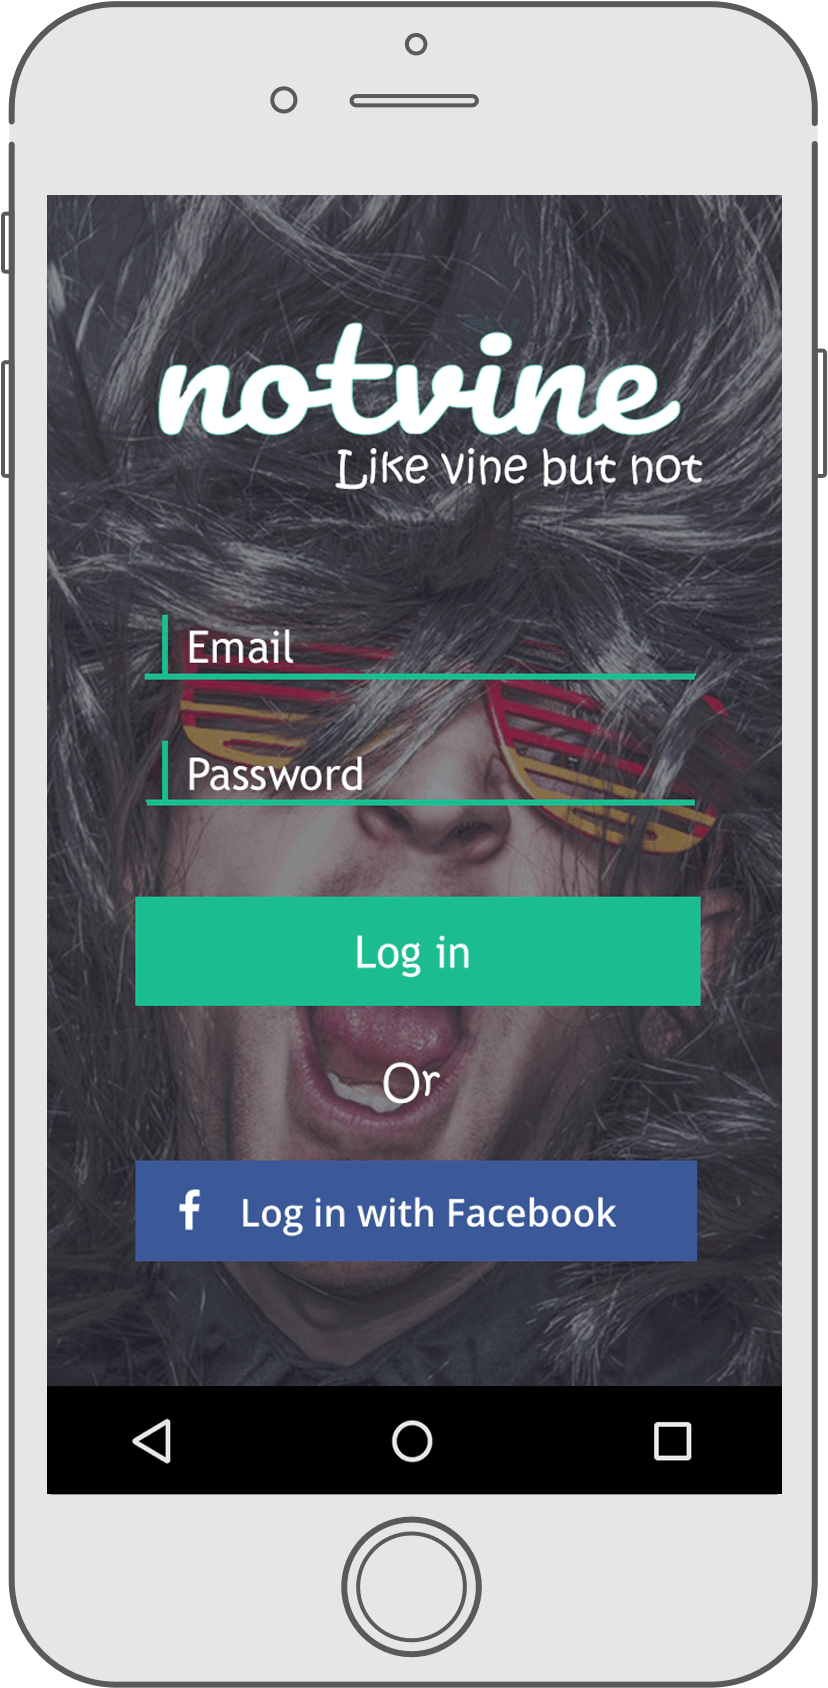 notvine
Like vine but not
Email
Password
Log in
Or
f Log in with Facebook